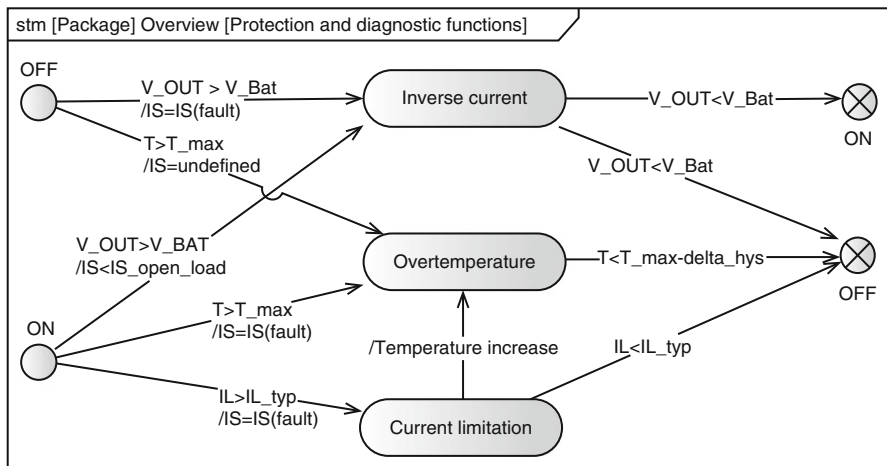 stm [Package] Overview [Protection and diagnostic functions]
OFF
V_OUT > V_Bat
/IS=IS(fault)
Inverse current
V_OUT<V_Bat
ON
T>T_max
/IS=undefined
V_OUT<V_Bat
V_OUT>V_BAT
/IS<IS_open_load
Overtemperature
T<T_max-delta_hys
OFF
T>T_max
/IS=IS(fault)
ON
/Temperature increase
IL<IL_typ
IL>IL_typ
/IS=IS(fault)
Current limitation